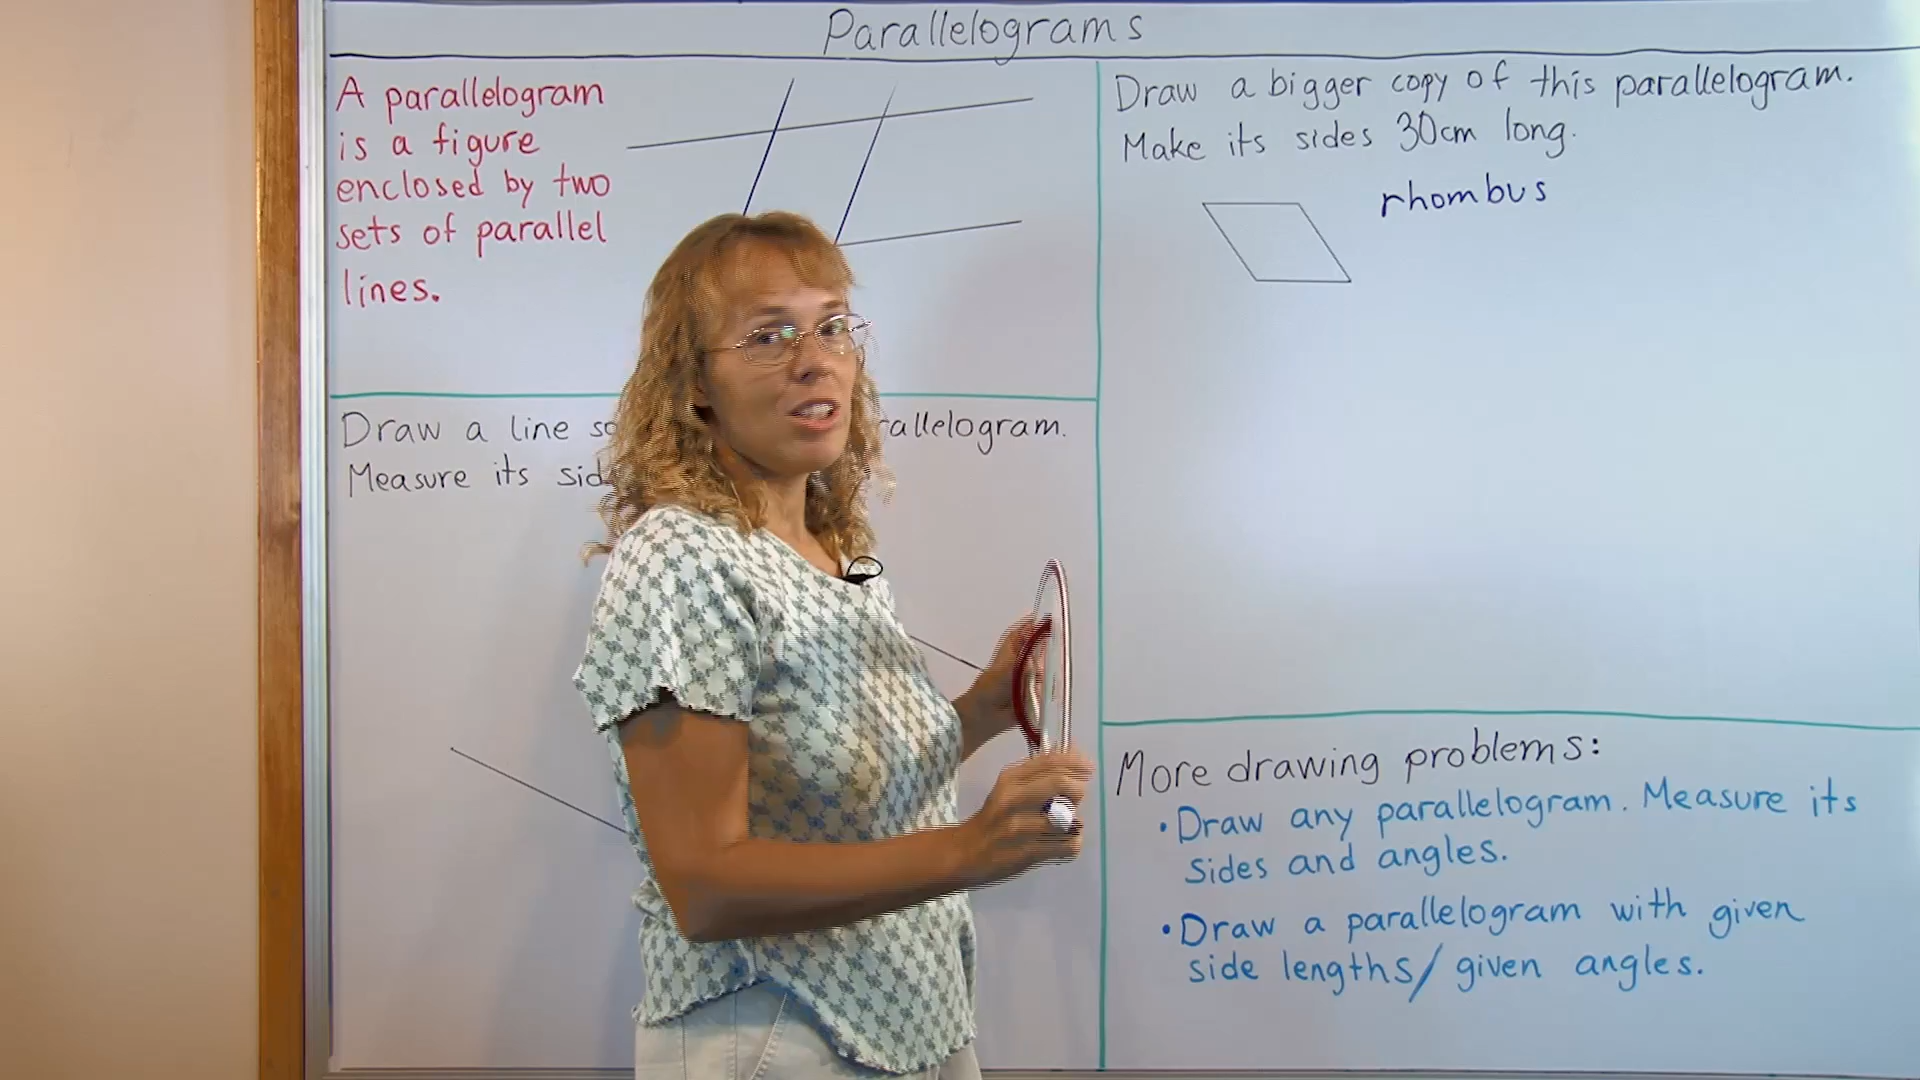 Parallelograms
A parallelogram
is a figure
enclosed by two
sets of parallel
lines.
Draw a line
Measure its
Draw a bigger copy of this parallelogram.
Make its sides 30cm long.
rhombus
More drawing problems:
• Draw any parallelogram. Measure its
sides and angles.
• Draw a parallelogram with given
side lengths/given angles.